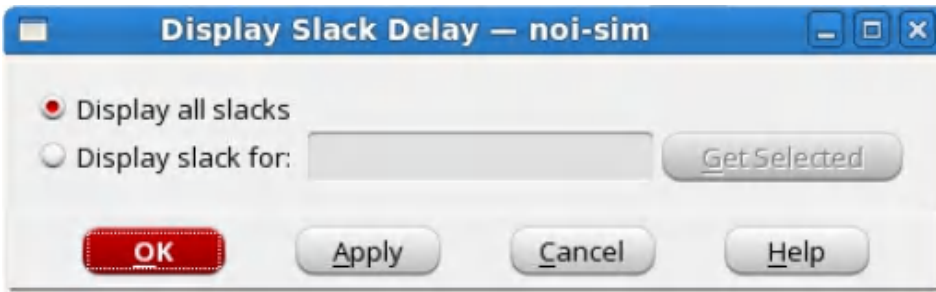 Display Slack Delay — noi-sim
Display all slacks
Display slack for: Get Selected
OK Apply Cancel Help